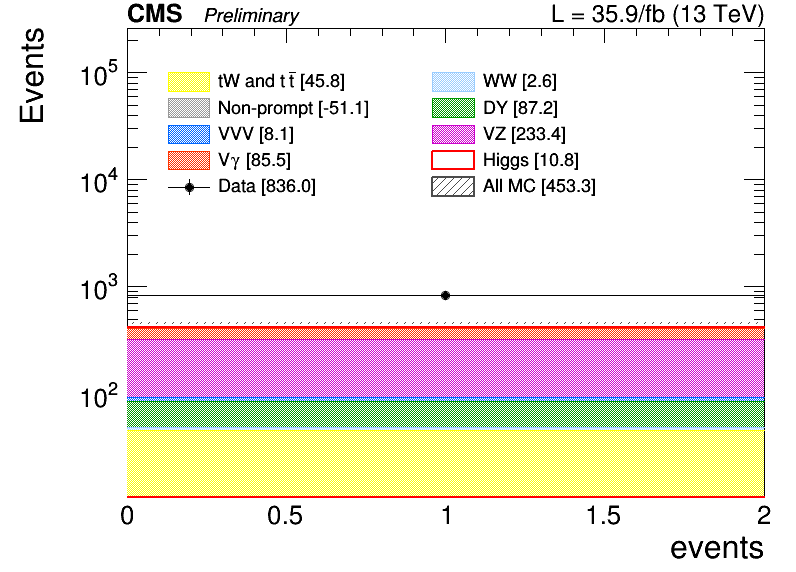 CMS Preliminary L = 35.9/fb (13 TeV)
Events
10⁵
10⁴
10³
10²
tW and t t̄ [45.8]
Non-prompt [-51.1]
VVV [8.1]
Vγ [85.5]
Data [836.0]
WW [2.6]
DY [87.2]
VZ [233.4]
Higgs [10.8]
All MC [453.3]
0 0.5 1 1.5 2
events